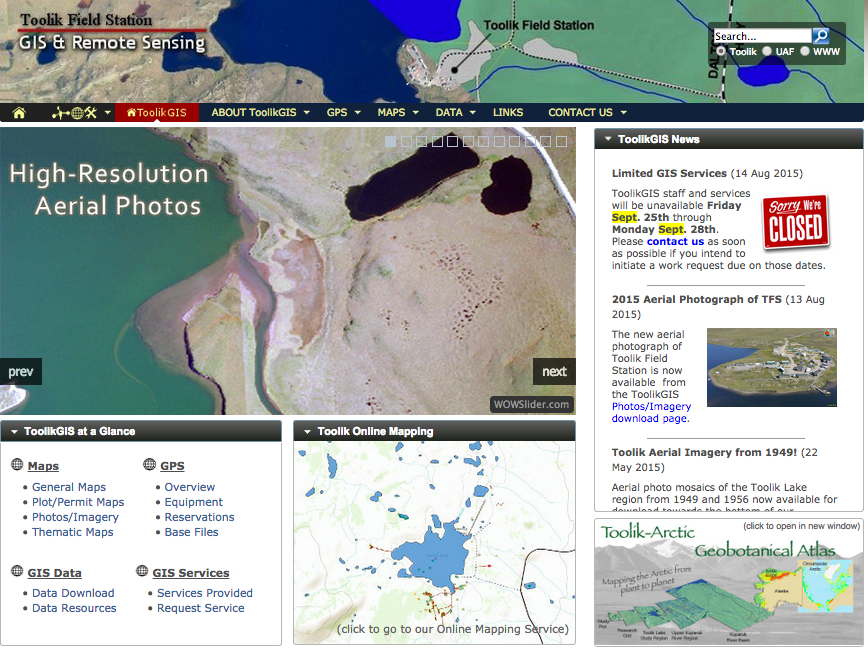 Toolik Field Station
GIS & Remote Sensing
Toolik Field Station
DALTON
Search...
Toolik UAF WWW
ToolikGIS ABOUT ToolikGIS GPS MAPS DATA LINKS CONTACT US
High-Resolution
Aerial Photos
prev
next
WOWSlider.com
ToolikGIS News
Limited GIS Services (14 Aug 2015)
ToolikGIS staff and services
will be unavailable Friday
Sept. 25th through
Monday Sept. 28th.
Please contact us as soon
as possible if you intend to
initiate a work request due on those dates.
Sorry We're
CLOSED
2015 Aerial Photograph of TFS (13 Aug
2015)
The new aerial
photograph of
Toolik Field
Station is now
available from
the ToolikGIS
Photos/Imagery
download page.
Toolik Aerial Imagery from 1949! (22
May 2015)
Aerial photo mosaics of the Toolik Lake
region from 1949 and 1956 now available for
download towards the bottom of our
ToolikGIS at a Glance
Maps
General Maps
Plot/Permit Maps
Photos/Imagery
Thematic Maps
GPS
Overview
Equipment
Reservations
Base Files
GIS Data
Data Download
Data Resources
GIS Services
Services Provided
Request Service
Toolik Online Mapping
(click to go to our Online Mapping Service)
(click to open in new window)
Toolik-Arctic
Geobotanical Atlas
Mapping the Arctic from
plant to planet
Study
Plot
Research
Grid
Toolik Lake
Study Region
Upper Kuparuk
River Region
Kuparuk
River Basin
Alaska
Circumpolar
Arctic